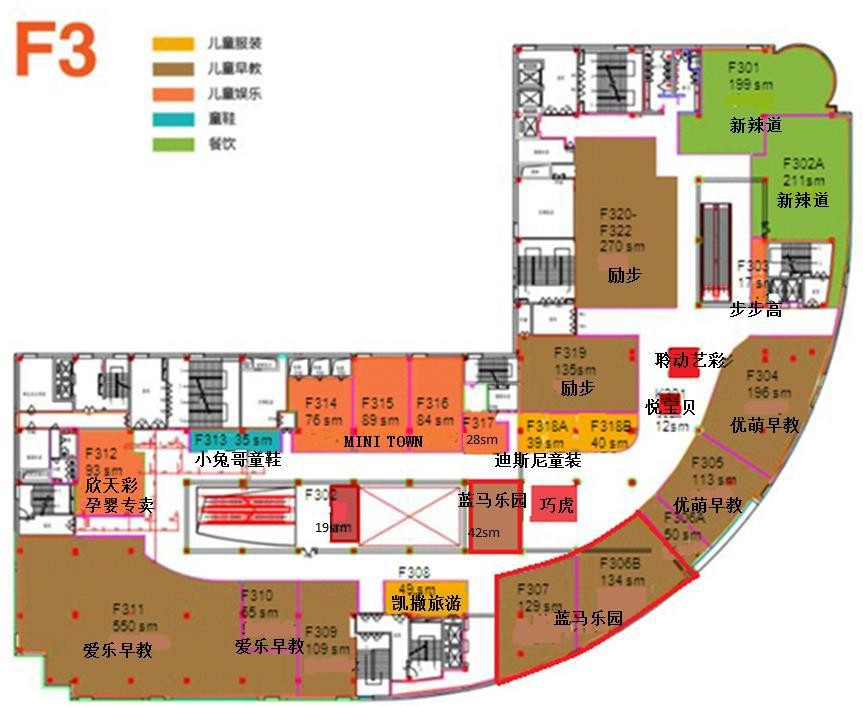 F3
儿童服装
儿童早教
儿童娱乐
童鞋
餐饮
F301
199 sm
新辣道
F302A
211sm
新辣道
F320-
F322
270 sm
励步
F303
步步高
F319
135sm
励步
聆动艺彩
F304
196 sm
优萌早教
悦宝贝
12sm
F314
76 sm
F315
89 sm
F316
84 sm
MINI TOWN
F317
28sm
F318A
39 sm
F318B
40 sm
迪斯尼童装
F313 35 sm
小兔哥童鞋
F312
93 sm
欣天彩
孕婴专卖
F305
113 sm
优萌早教
F302
19sm
蓝马乐园
42sm
巧虎
F306A
50 sm
F306B
134 sm
F307
129 sm
蓝马乐园
F308
49 sm
凯撒旅游
F311
550 sm
爱乐早教
F310
65 sm
爱乐早教
F309
109 sm